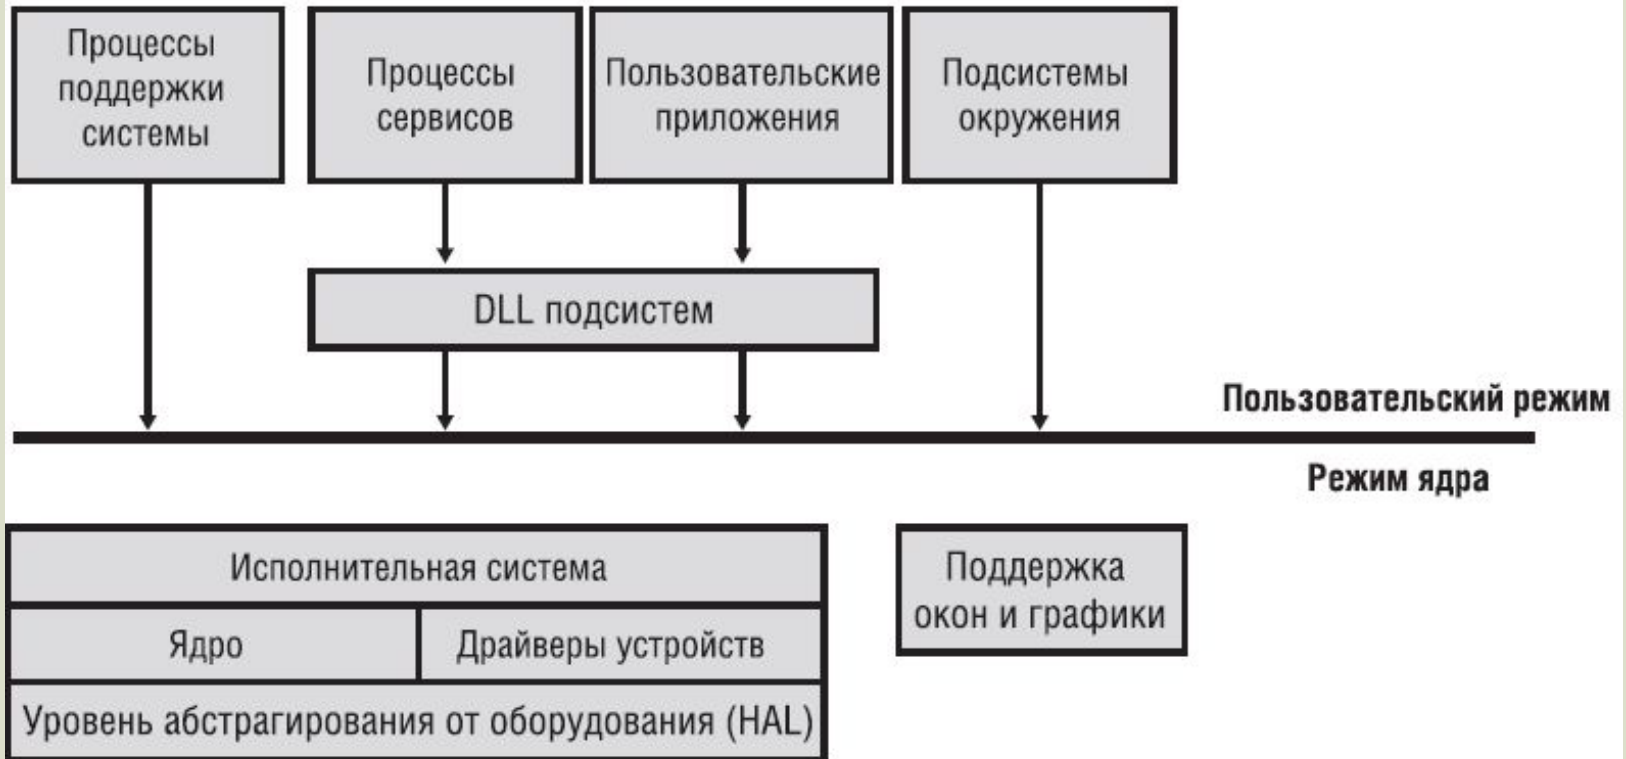 Процессы
поддержки
системы
Процессы
сервисов
Пользовательские
приложения
Подсистемы
окружения
DLL подсистем
Пользовательский режим
Режим ядра
Исполнительная система
Ядро
Драйверы устройств
Уровень абстрагирования от оборудования (HAL)
Поддержка
окон и графики